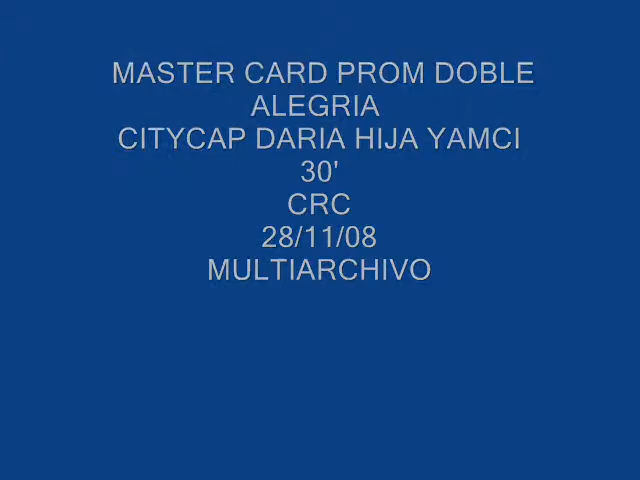 MASTER CARD PROM DOBLE
ALEGRIA
CITYCAP DARIA HIJA YAMCI
30'
CRC
28/11/08
MULTIARCHIVO